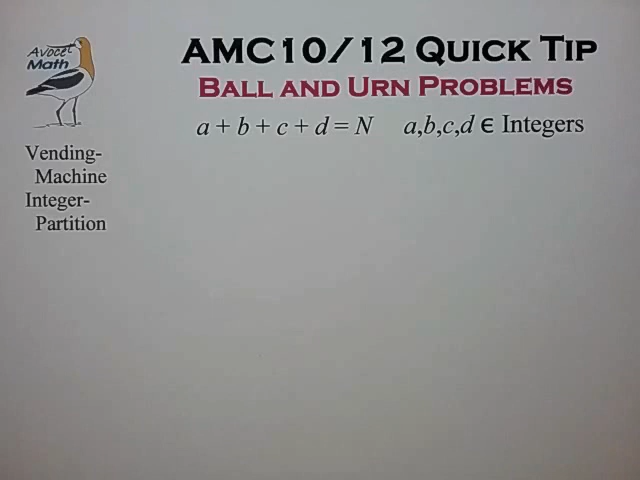 Avocet
Math
AMC10/12 QUICK TIP
BALL AND URN PROBLEMS
a + b + c + d = N a,b,c,d ∈ Integers
Vending-
Machine
Integer-
Partition